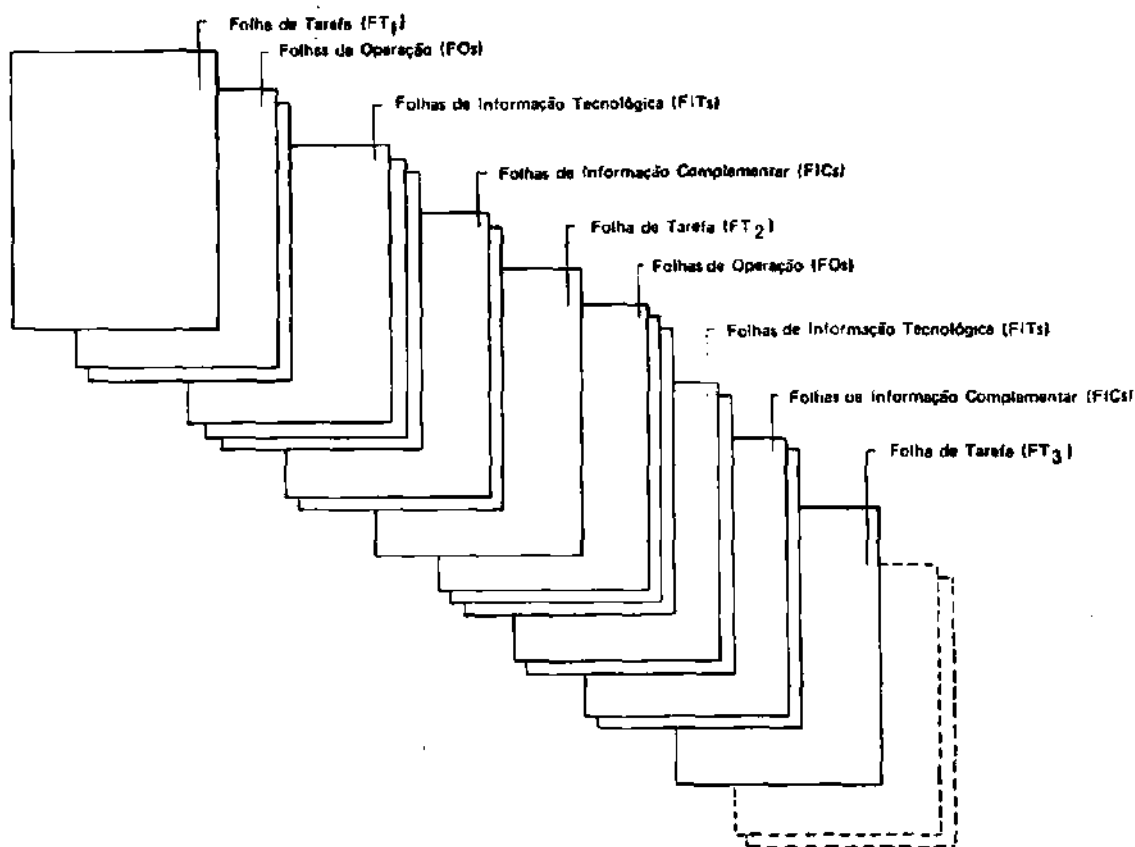 Folha de Tarefa (FT1)
Folhas de Operação (FOs)
Folhas de Informação Tecnológica (FITs)
Folhas de Informação Complementar (FICs)
Folha de Tarefa (FT2)
Folhas de Operação (FOs)
Folhas de Informação Tecnológica (FITs)
Folhas de Informação Complementar (FICs)
Folha de Tarefa (FT3)